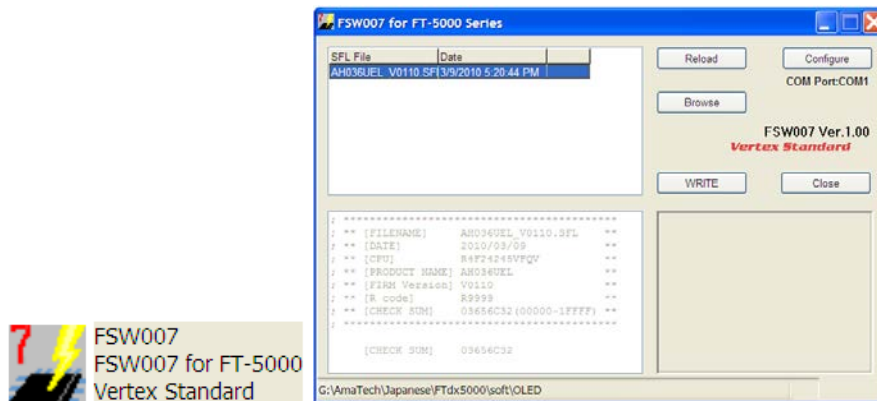 FSW007 for FT-5000 Series
SFL File Date
AH036UEL_V0110.SF 3/9/2010 5:20:44 PM
Reload Configure
COM Port:COM1
Browse
FSW007 Ver.1.00
Vertex Standard
WRITE Close
; ******************************************
; ** [FILENAME] AH036UEL_V0110.SFL **
; ** [DATE] 2010/03/09 **
; ** [CPU] R4F24245VFQV **
; ** [PRODUCT NAME] AH036UEL **
; ** [FIRM Version] V0110 **
; ** [R code] R9999 **
; ** [CHECK SUM] 03656C32(00000-1FFFF) **
; ******************************************
[CHECK SUM] 03656C32
G:\AmaTech\Japanese\FTdx5000\soft\OLED
7
FSW007
FSW007 for FT-5000
Vertex Standard